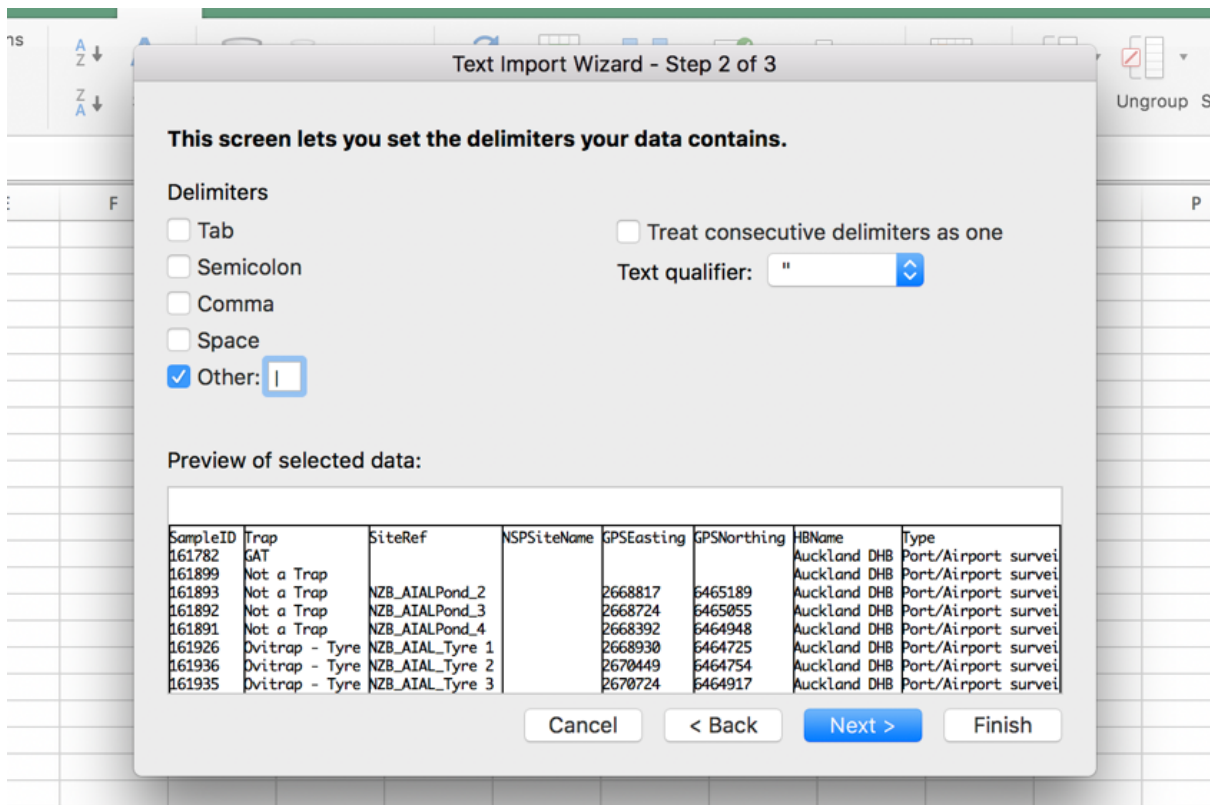 ns
A
Z
Z
A
Ungroup S
Text Import Wizard - Step 2 of 3
This screen lets you set the delimiters your data contains.
F
P
Delimiters
Tab
Semicolon
Comma
Space
Other: |
Treat consecutive delimiters as one
Text qualifier: "
Preview of selected data:
SampleID Trap SiteRef NSPSiteName GPSEasting GPSNorthing HBName Type
161782 GAT Auckland DHB Port/Airport survei
161899 Not a Trap Auckland DHB Port/Airport survei
161893 Not a Trap NZB_AIALPond_2 2668817 6465189 Auckland DHB Port/Airport survei
161892 Not a Trap NZB_AIALPond_3 2668724 6465055 Auckland DHB Port/Airport survei
161891 Not a Trap NZB_AIALPond_4 2668392 6464948 Auckland DHB Port/Airport survei
161926 Ovitrap - Tyre NZB_AIAL_Tyre 1 2668930 6464725 Auckland DHB Port/Airport survei
161936 Ovitrap - Tyre NZB_AIAL_Tyre 2 2670449 6464754 Auckland DHB Port/Airport survei
161935 Ovitrap - Tyre NZB_AIAL_Tyre 3 2670724 6464917 Auckland DHB Port/Airport survei
Cancel
< Back
Next >
Finish